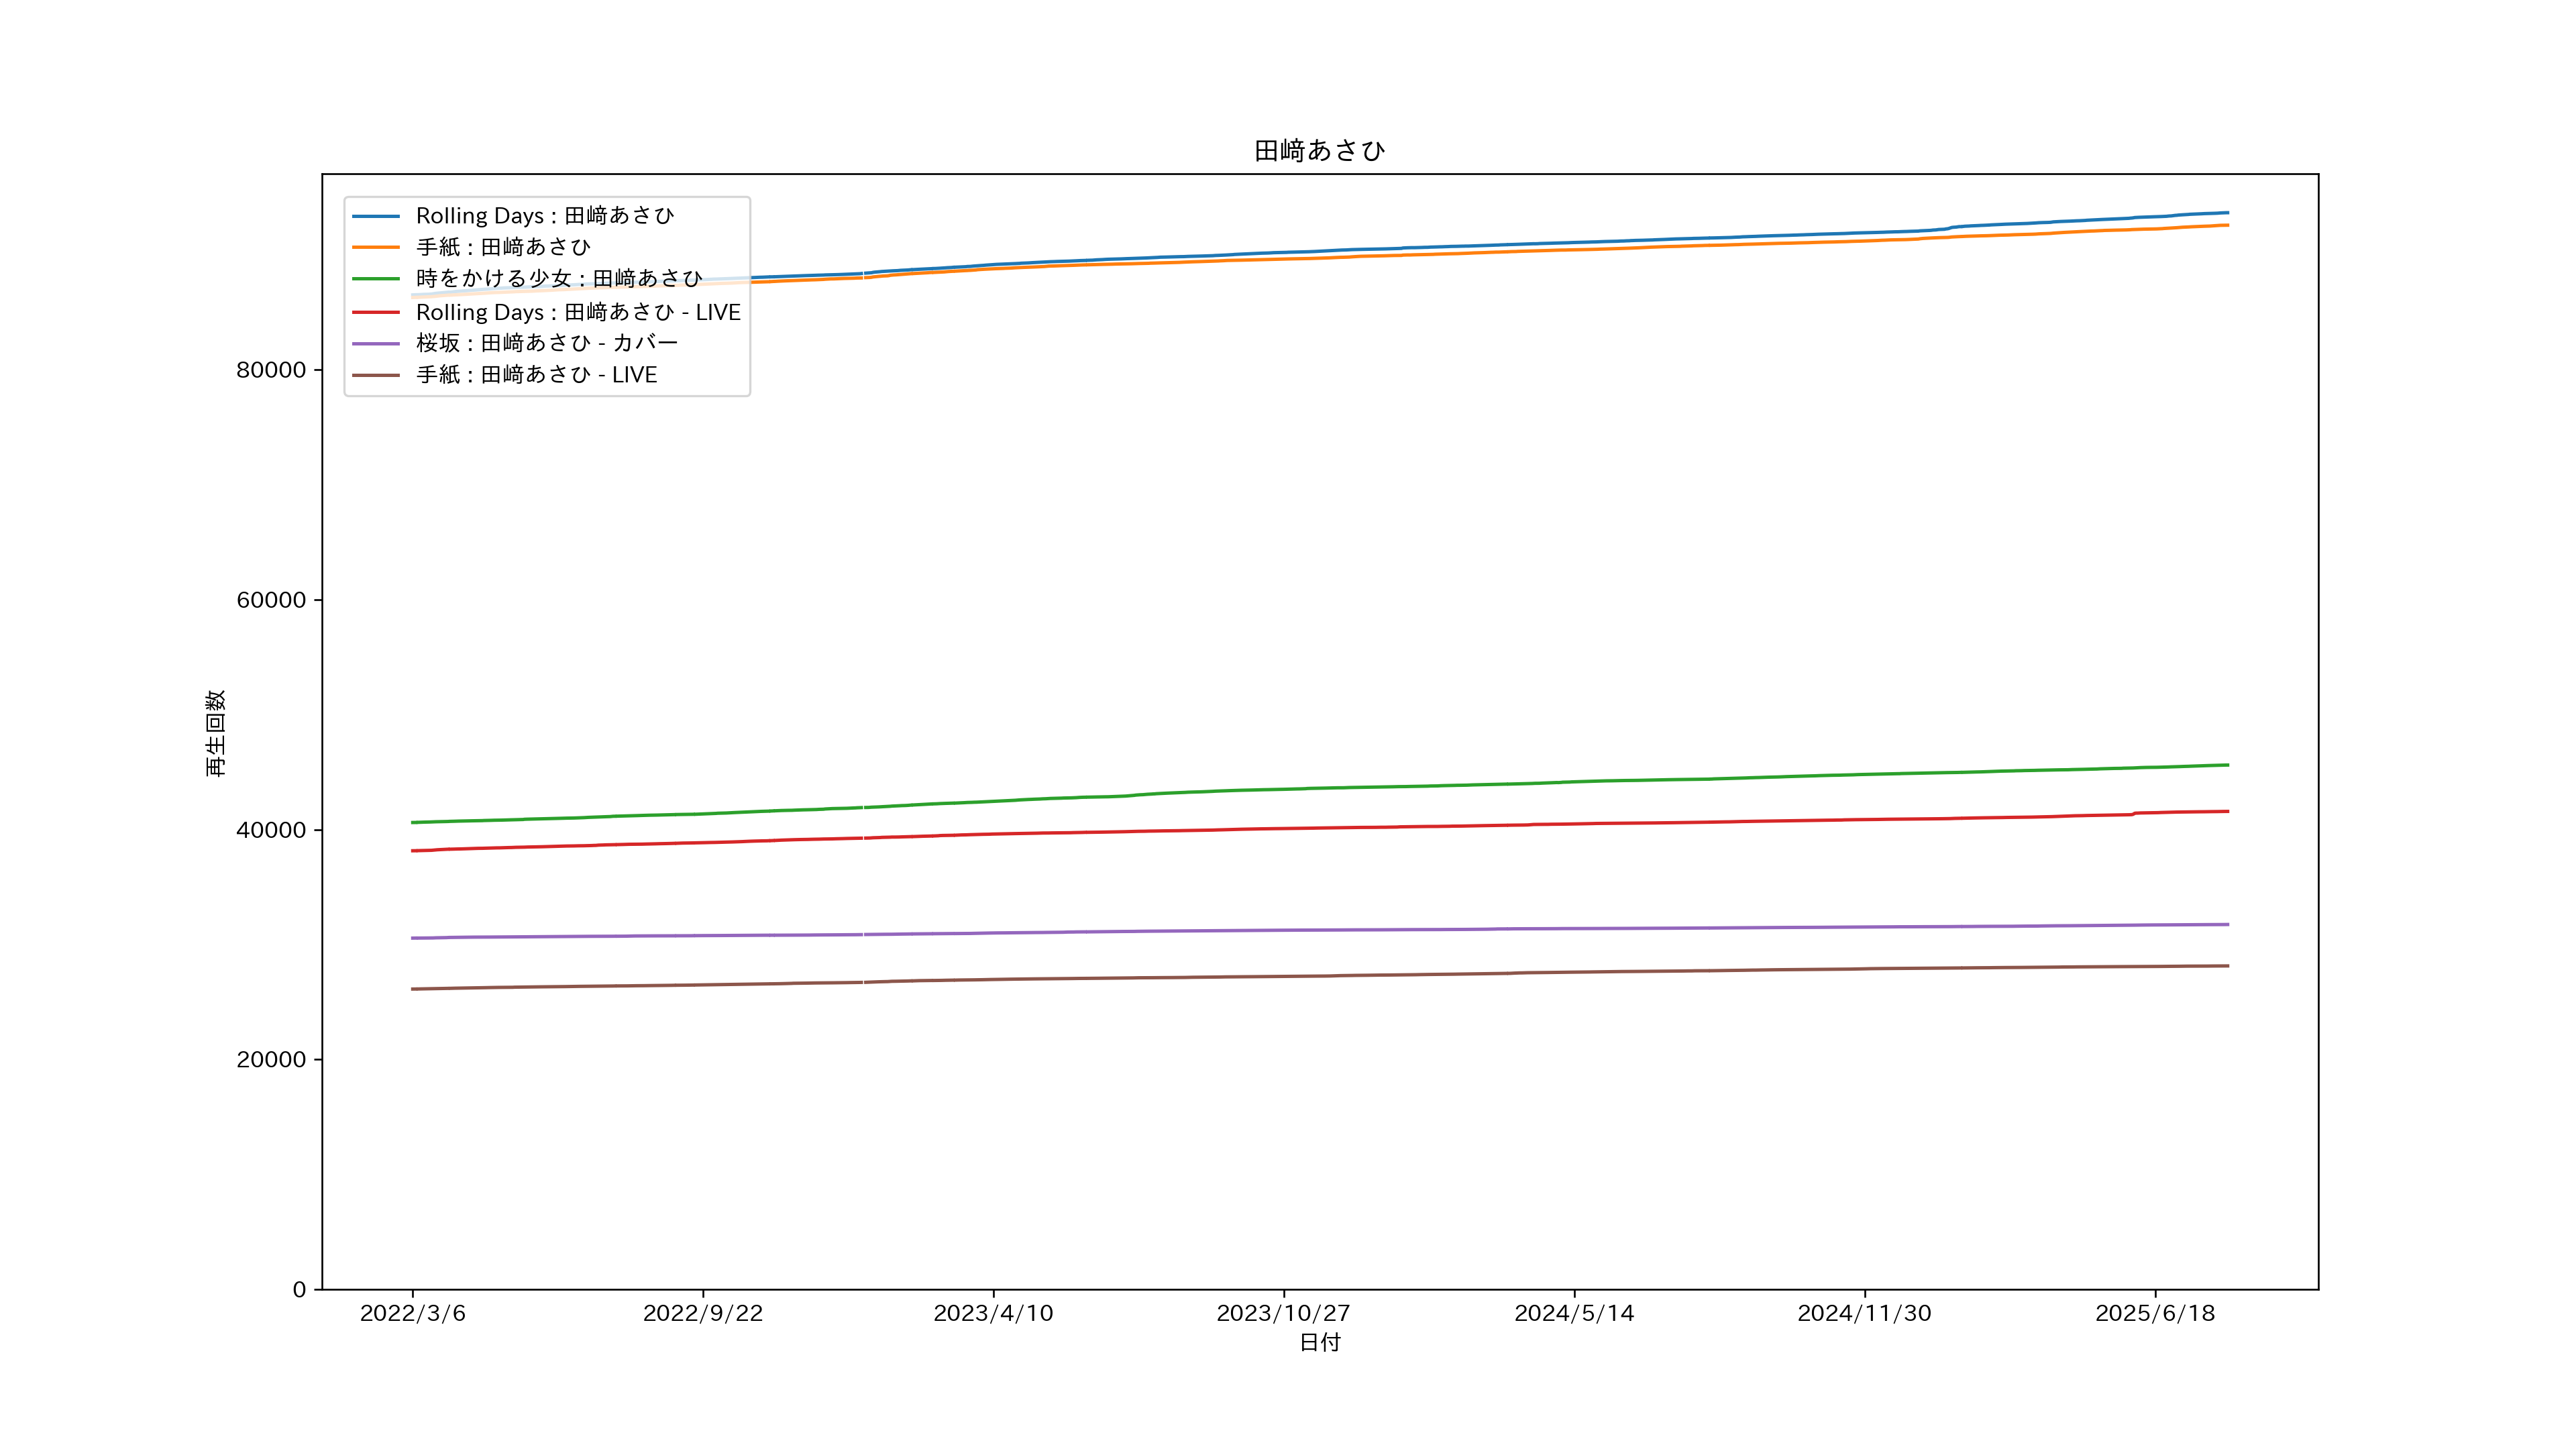 田﨑あさひ
Rolling Days : 田﨑あさひ
手紙 : 田﨑あさひ
時をかける少女 : 田﨑あさひ
Rolling Days : 田﨑あさひ - LIVE
桜坂 : 田﨑あさひ - カバー
手紙 : 田﨑あさひ - LIVE
80000
60000
40000
20000
0
再生回数
2022/3/6
2022/9/22
2023/4/10
2023/10/27
2024/5/14
2024/11/30
2025/6/18
日付